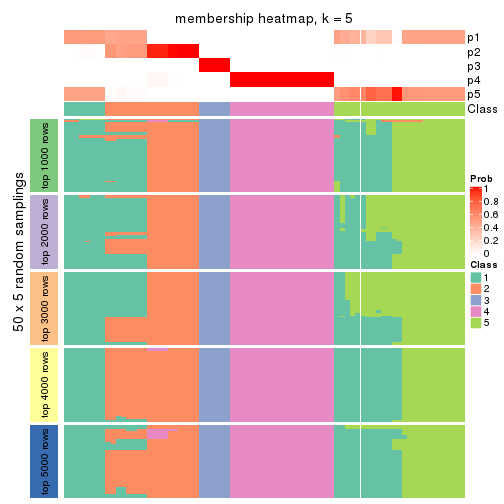 membership heatmap, k = 5
p1
p2
p3
p4
p5
Class
50 x 5 random samplings
top 1000 rows
top 2000 rows
top 3000 rows
top 4000 rows
top 5000 rows
Prob
1
0.8
0.6
0.4
0.2
0
Class
1
2
3
4
5